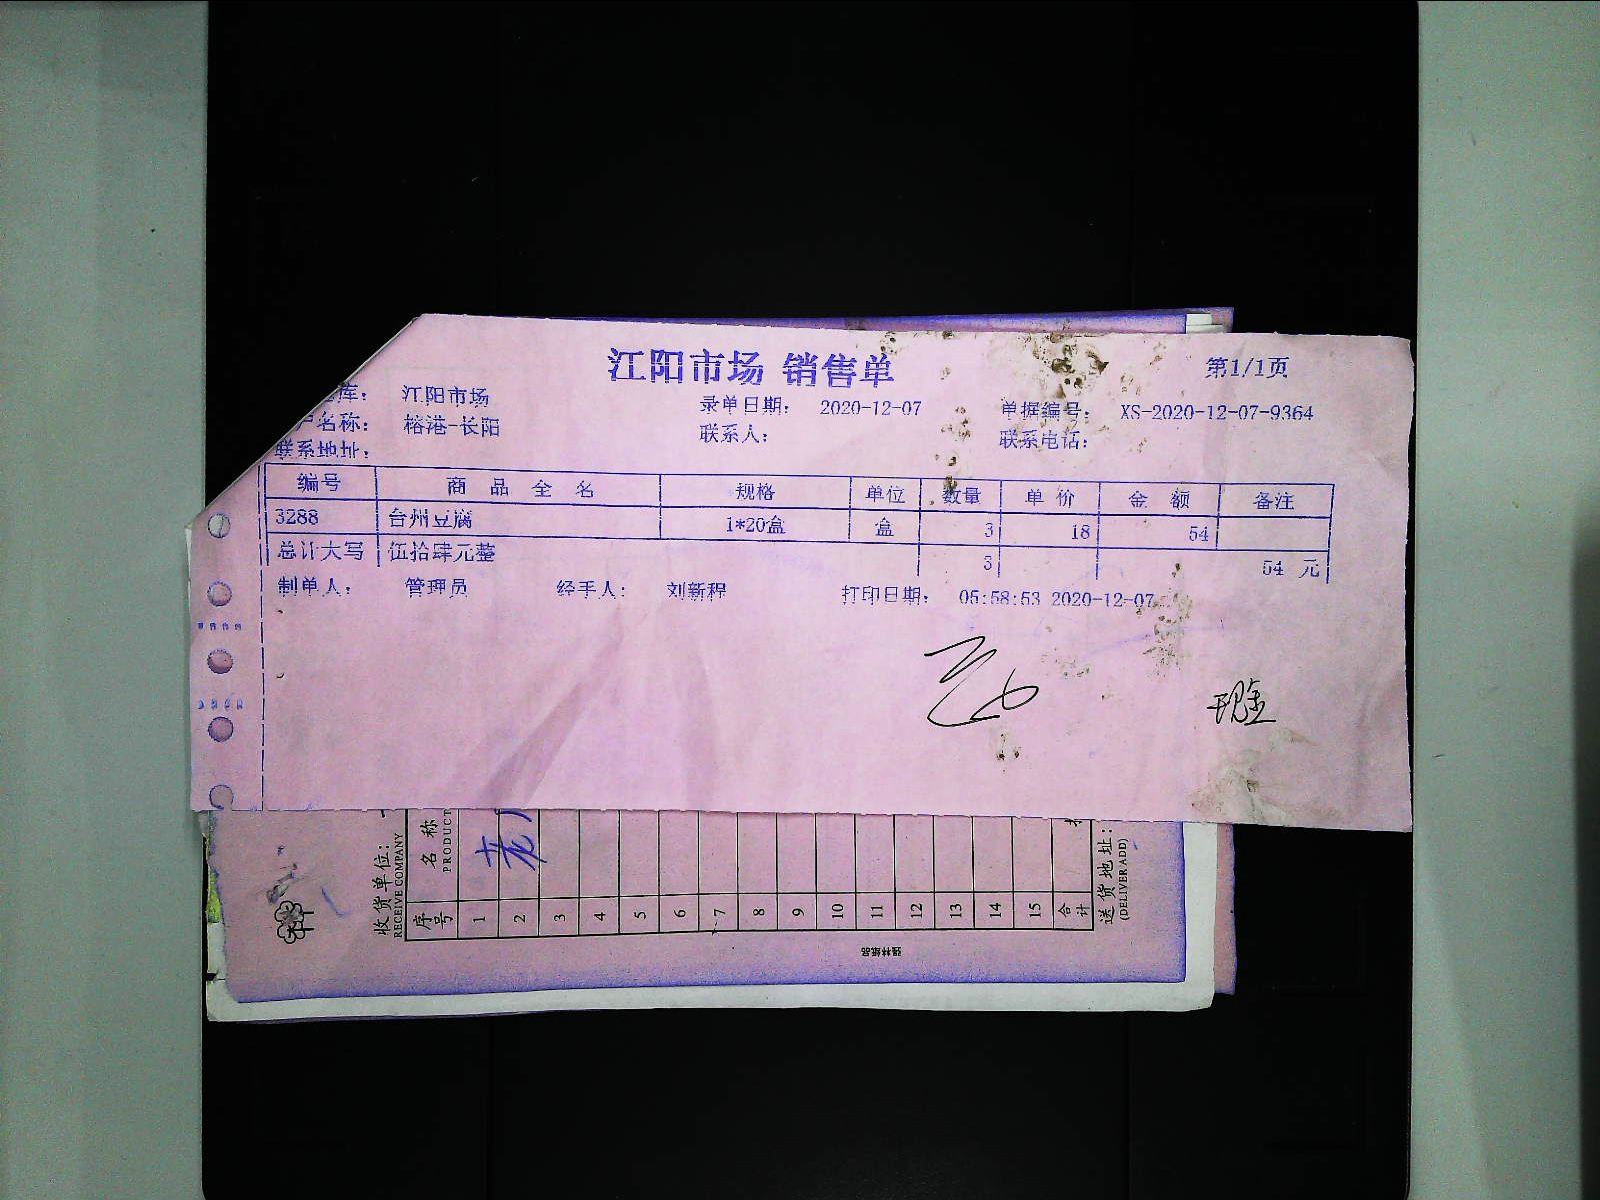 江阳市场 销售单
第1/1页
库： 江阳市场
录单日期： 2020-12-07
单据编号： XS-2020-12-07-9364
户名称： 榕港-长阳
联系人：
联系电话：
联系地址：
编号 商品全名 规格 单位 数量 单价 金额 备注
3288 台州豆腐 1*20盒 盒 3 18 54
总计大写 伍拾肆元整 3 54 元
制单人： 管理员 经手人： 刘新程 打印日期： 05:58:53 2020-12-07
现金
收货单位：
RECEIVE COMPANY
序号 名称
PRODUCT
1
2
3
4
5
6
7
8
9
10
11
12
13
14
15
合计
送货地址：
(DELIVER ADD)
强林纸品